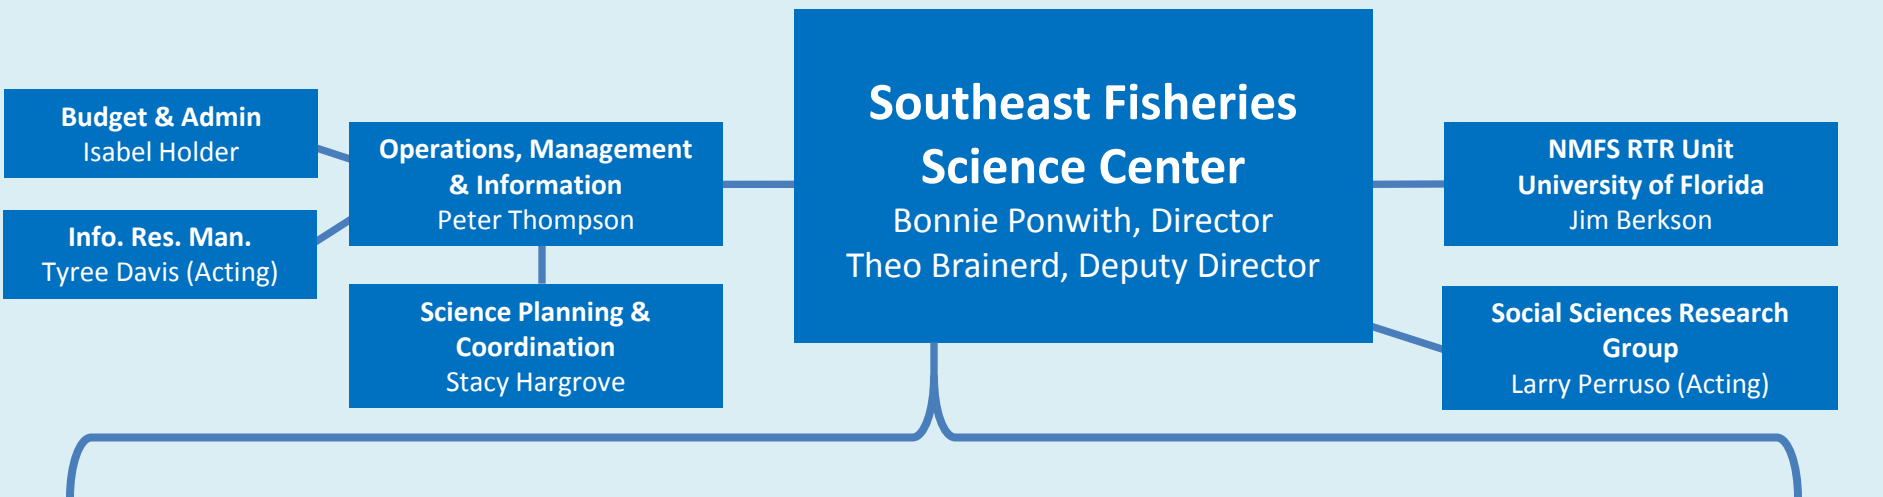 Southeast Fisheries
Science Center
Bonnie Ponwith, Director
Theo Brainerd, Deputy Director
Budget & Admin
Isabel Holder
Info. Res. Man.
Tyree Davis (Acting)
Operations, Management
& Information
Peter Thompson
Science Planning &
Coordination
Stacy Hargrove
NMFS RTR Unit
University of Florida
Jim Berkson
Social Sciences Research
Group
Larry Perruso (Acting)